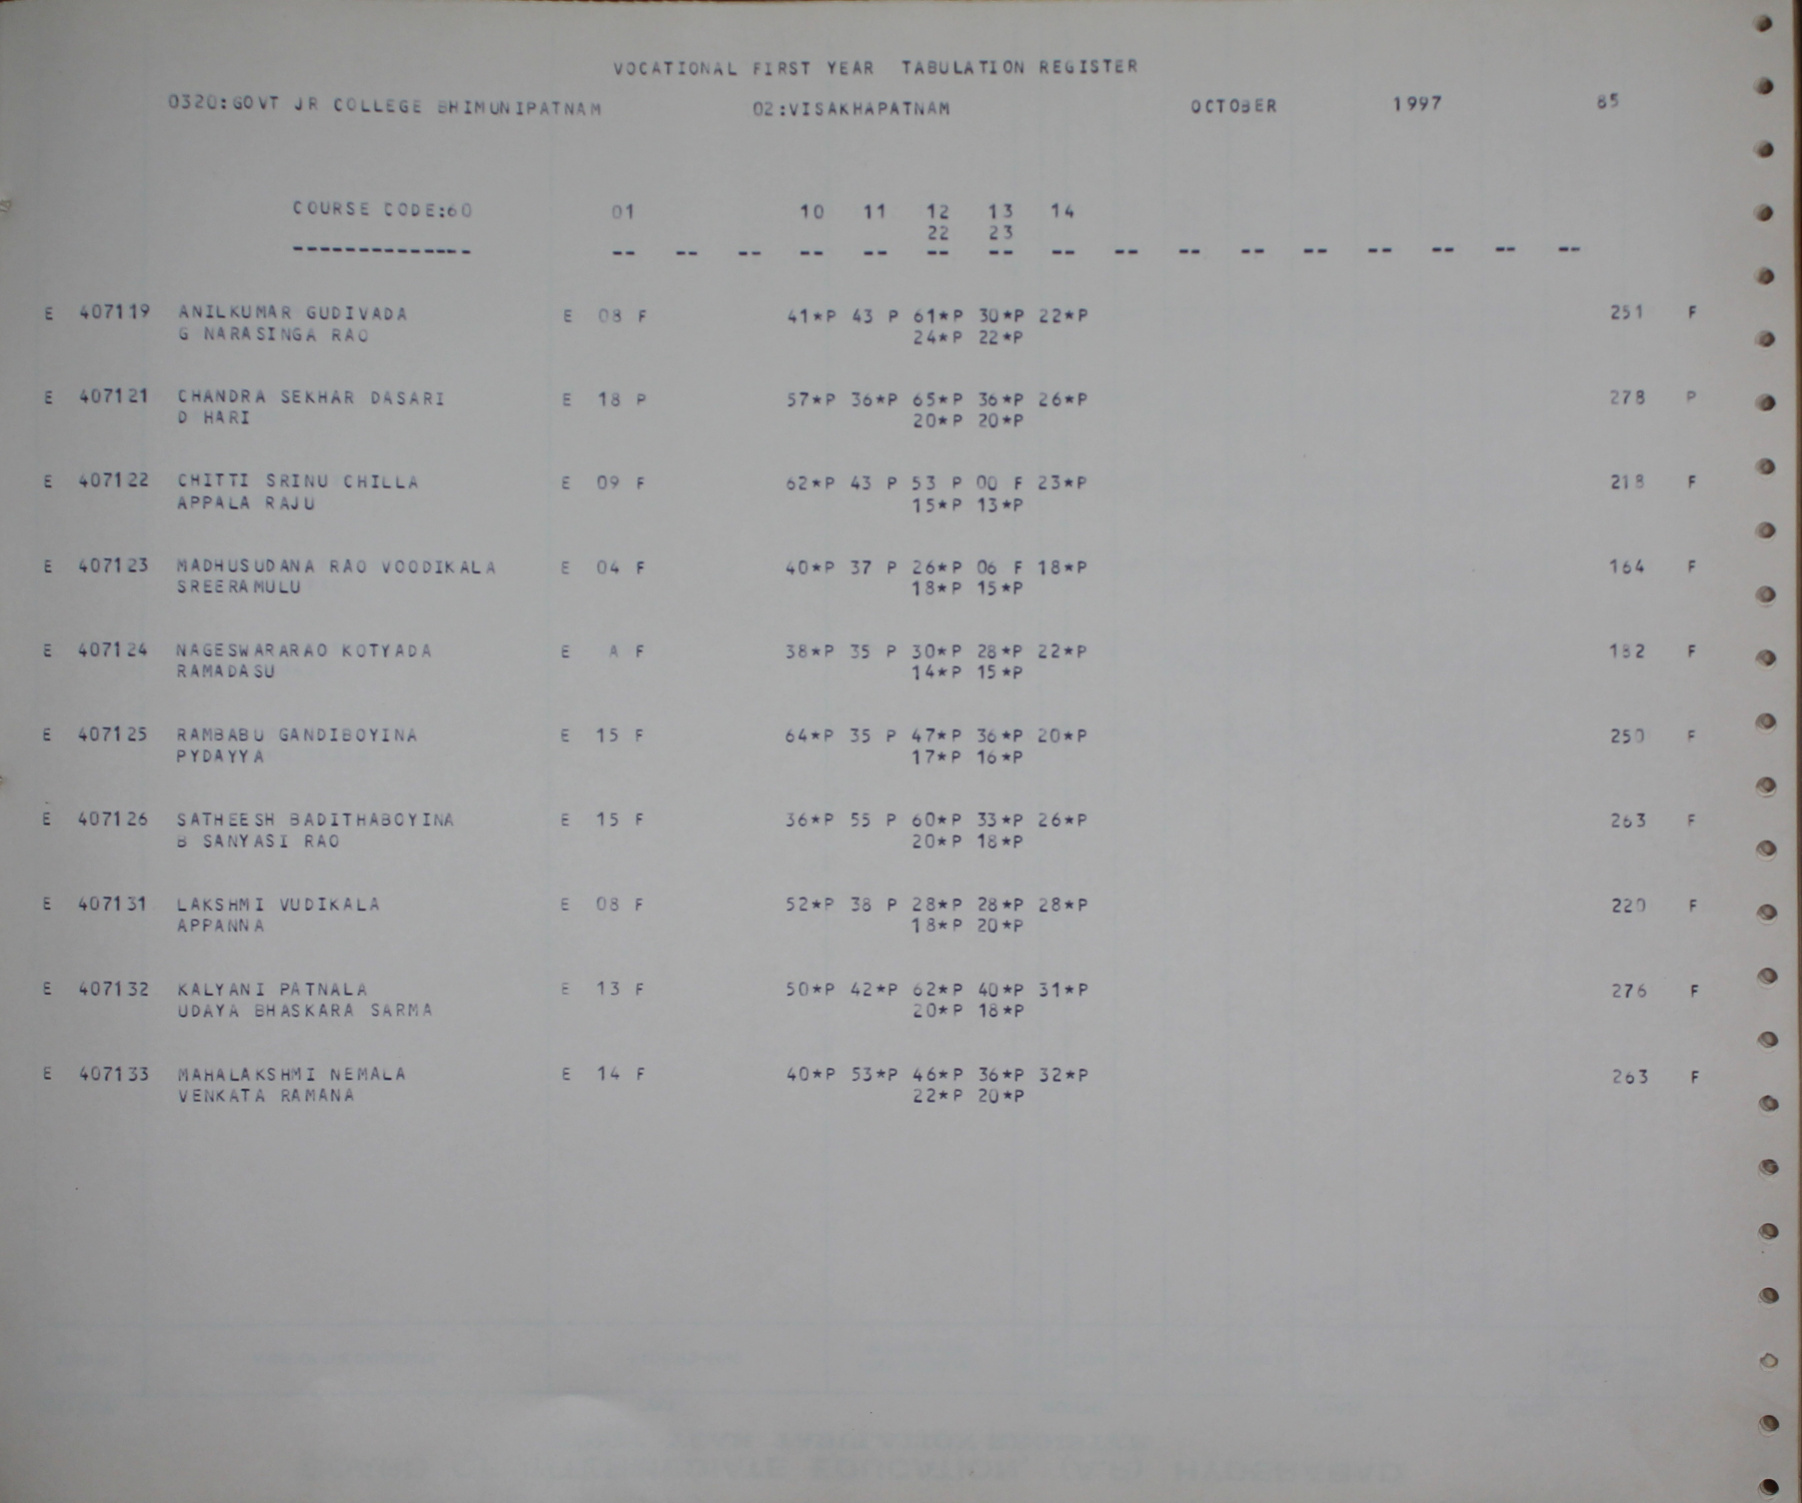 VOCATIONAL FIRST YEAR TABULATION REGISTER
0320:GOVT JR COLLEGE BHIMUNIPATNAM 02:VISAKHAPATNAM OCTOBER 1997 85
COURSE CODE:60 01 10 11 12 13 14
22 23
-------------- -- -- -- -- -- -- -- -- -- -- -- -- -- -- -- --
E 407119 ANILKUMAR GUDIVADA E 08 F 41*P 43 P 61*P 30*P 22*P 251 F
G NARASINGA RAO 24*P 22*P
E 407121 CHANDRA SEKHAR DASARI E 18 P 57*P 36*P 65*P 36*P 26*P 278 P
D HARI 20*P 20*P
E 407122 CHITTI SRINU CHILLA E 09 F 62*P 43 P 53 P 00 F 23*P 218 F
APPALA RAJU 15*P 13*P
E 407123 MADHUSUDANA RAO VOODIKALA E 04 F 40*P 37 P 26*P 06 F 18*P 164 F
SREERAMULU 18*P 15*P
E 407124 NAGESWARARAO KOTYADA E A F 38*P 35 P 30*P 28*P 22*P 182 F
RAMADASU 14*P 15*P
E 407125 RAMBABU GANDIBOYINA E 15 F 64*P 35 P 47*P 36*P 20*P 250 F
PYDAYYA 17*P 16*P
E 407126 SATHEESH BADITHABOYINA E 15 F 36*P 55 P 60*P 33*P 26*P 263 F
B SANYASI RAO 20*P 18*P
E 407131 LAKSHMI VUDIKALA E 08 F 52*P 38 P 28*P 28*P 28*P 220 F
APPANNA 18*P 20*P
E 407132 KALYANI PATNALA E 13 F 50*P 42*P 62*P 40*P 31*P 276 F
UDAYA BHASKARA SARMA 20*P 18*P
E 407133 MAHALAKSHMI NEMALA E 14 F 40*P 53*P 46*P 36*P 32*P 263 F
VENKATA RAMANA 22*P 20*P